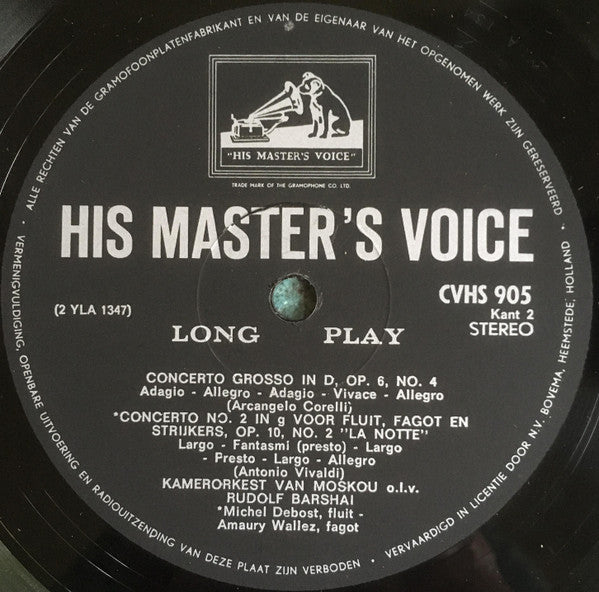 ALLE RECHTEN VAN DE GRAMOFOONPLATENFABRIKANT EN VAN DE EIGENAAR VAN HET OPGENOMEN WERK ZIJN GERESERVEERD
"HIS MASTER'S VOICE"
TRADE MARK OF THE GRAMOPHONE CO. LTD.
HIS MASTER'S VOICE
CVHS 905
(2 YLA 1347)
Kant 2
LONG PLAY
STEREO
CONCERTO GROSSO IN D, OP. 6, NO. 4
Adagio - Allegro - Adagio - Vivace - Allegro
(Arcangelo Corelli)
*CONCERTO NO. 2 IN g VOOR FLUIT, FAGOT EN
STRIJKERS, OP. 10, NO. 2 "LA NOTTE"
Largo - Fantasmi (presto) - Largo
- Presto - Largo - Allegro
(Antonio Vivaldi)
KAMERORKEST VAN MOSKOU o.l.v.
RUDOLF BARSHAI
*Michel Debost, fluit -
Amaury Wallez, fagot
• VERMENIGVULDIGING, OPENBARE UITVOERING EN RADIOUITZENDING VAN DEZE PLAAT ZIJN VERBODEN •
VERVAARDIGD IN LICENTIE DOOR N.V. BOVEMA, HEEMSTEDE, HOLLAND •